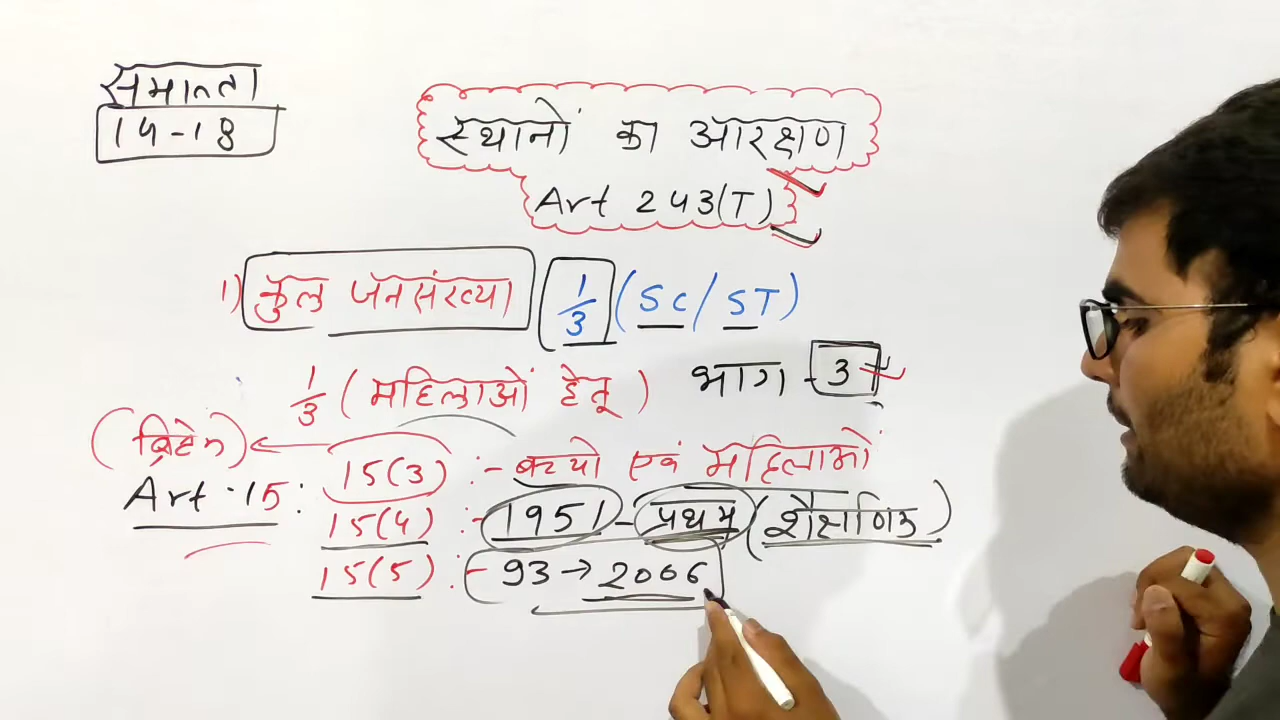 समानता
14-18
स्थानों का आरक्षण
Art 243(T)
1) कुल जनसंख्या 1/3 (SC/ST)
1/3 (महिलाओं हेतू) भाग - 3
(ब्रिटेन) ← 15(3) :- बच्चो एवं महिलाओं
Art . 15 : 15(4) :- 1951 - प्रथम (शैक्षणिक)
15(5) :- 93 → 2006